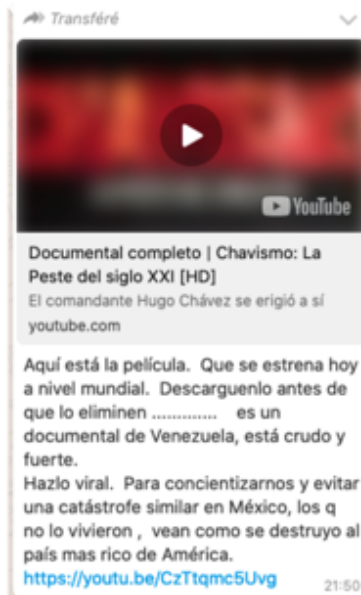 Transféré
YouTube
Documental completo | Chavismo: La
Peste del siglo XXI [HD]
El comandante Hugo Chávez se erigió a sí
youtube.com
Aquí está la película. Que se estrena hoy
a nivel mundial. Descarguenlo antes de
que lo eliminen ............. es un
documental de Venezuela, está crudo y
fuerte.
Hazlo viral. Para concientizarnos y evitar
una catástrofe similar en México, los q
no lo vivieron , vean como se destruyo al
país mas rico de América.
https://youtu.be/CzTtqmc5Uvg
21:50